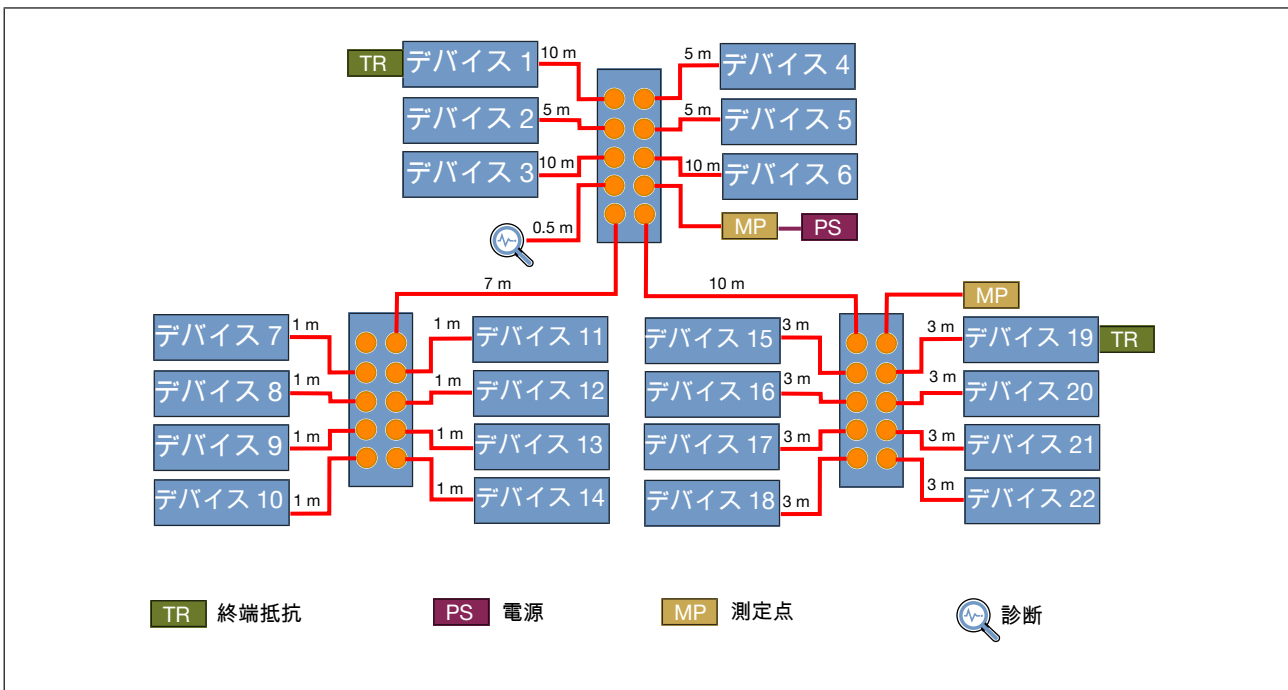 TR デバイス 1 10 m
5 m デバイス 4
デバイス 2 5 m
5 m デバイス 5
デバイス 3 10 m
10 m デバイス 6
0.5 m
MP PS
7 m
10 m
MP
デバイス 7 1 m
1 m デバイス 11
デバイス 8 1 m
1 m デバイス 12
デバイス 9 1 m
1 m デバイス 13
デバイス 10 1 m
1 m デバイス 14
デバイス 15 3 m
3 m デバイス 19 TR
デバイス 16 3 m
3 m デバイス 20
デバイス 17 3 m
3 m デバイス 21
デバイス 18 3 m
3 m デバイス 22
TR 終端抵抗
PS 電源
MP 測定点
診断